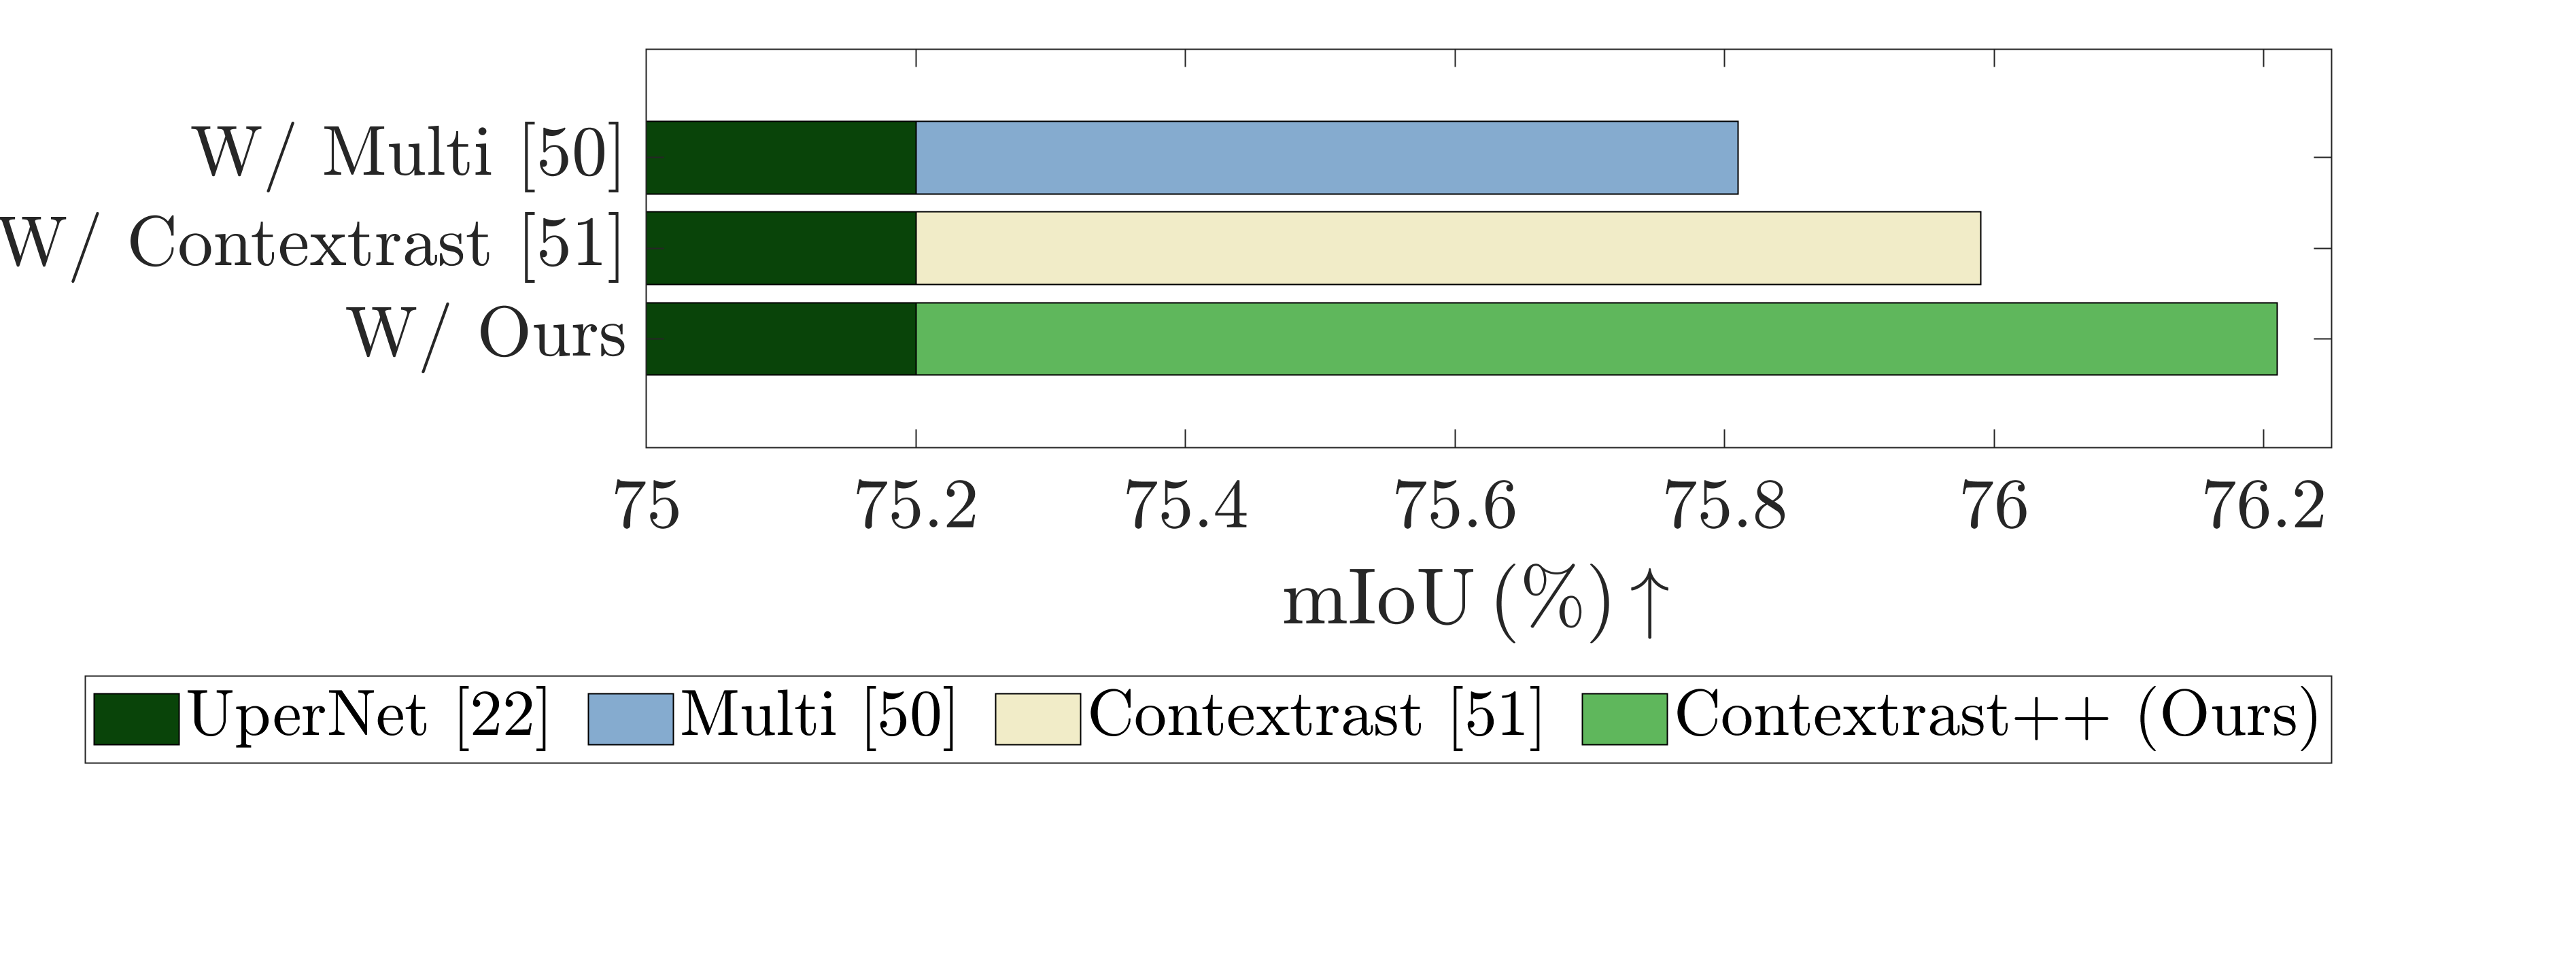 W/ Multi [50]
W/ Contextrast [51]
W/ Ours
75 75.2 75.4 75.6 75.8 76 76.2
mIoU (%) ↑
UperNet [22] Multi [50] Contextrast [51] Contextrast++ (Ours)